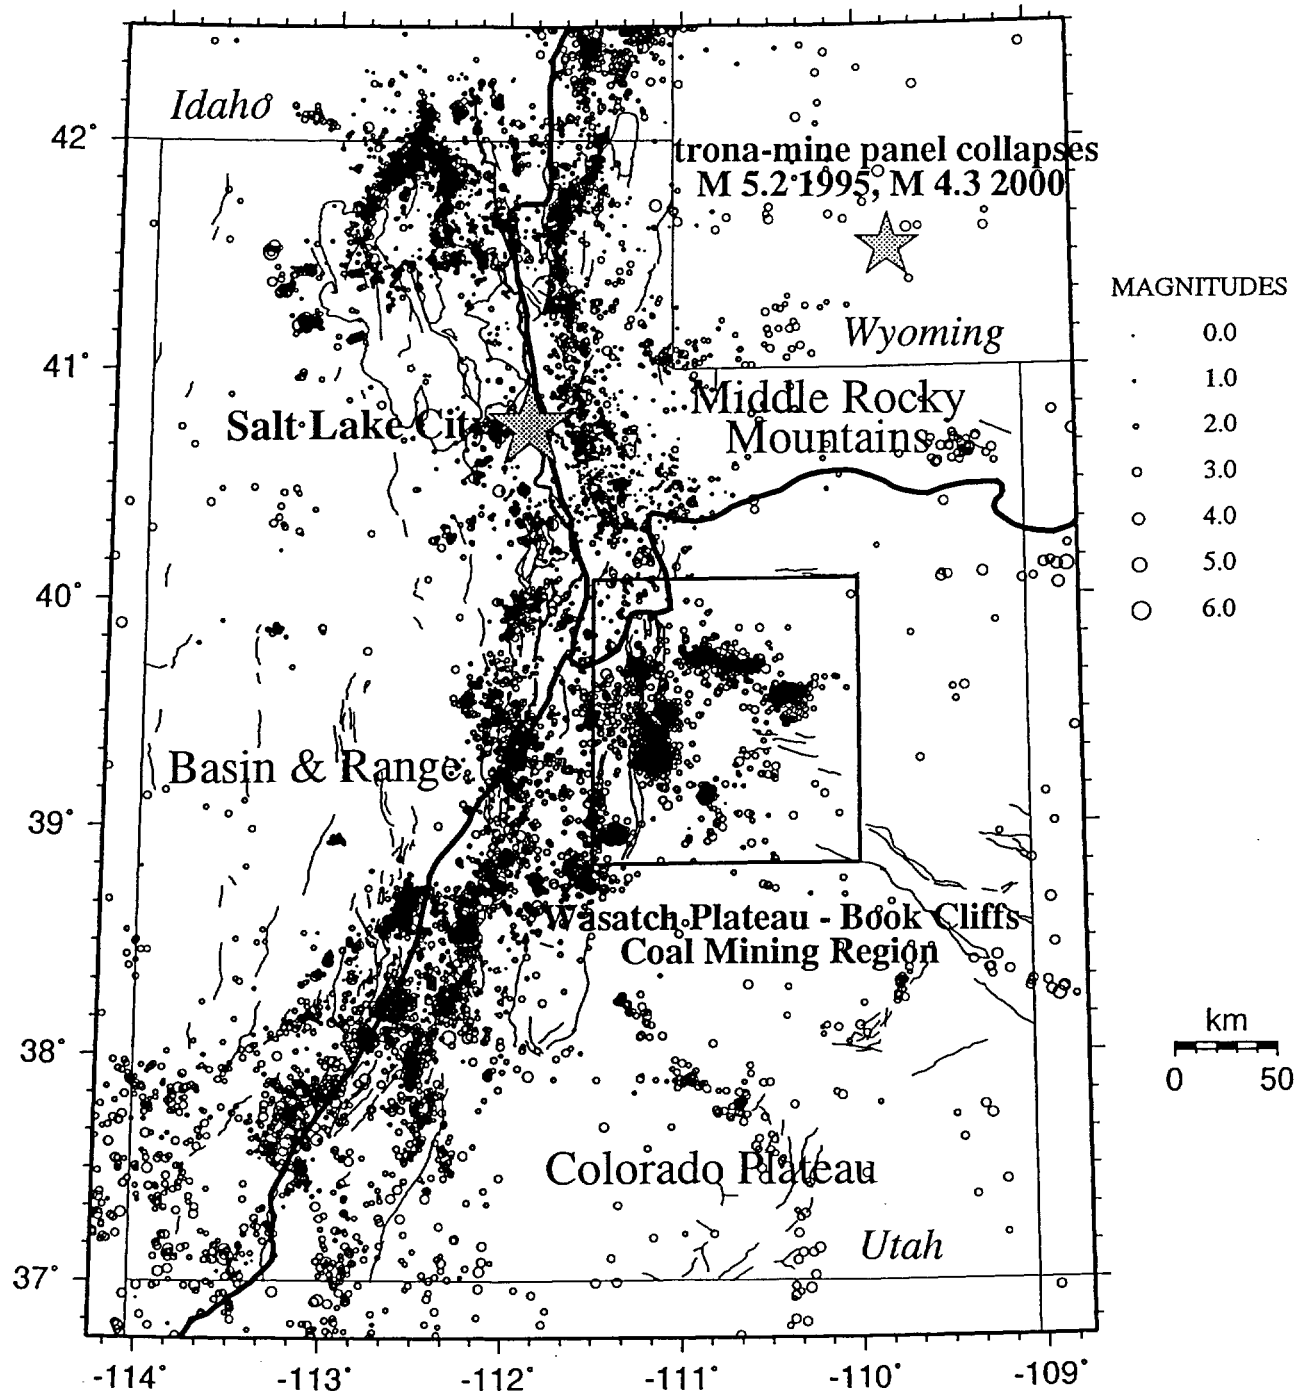 Idaho
42°
trona-mine panel collapses
M 5.2 1995, M 4.3 2000
MAGNITUDES
0.0
1.0
2.0
3.0
4.0
5.0
6.0
Wyoming
41°
Middle Rocky
Mountains
Salt Lake City
40°
Basin & Range
39°
Wasatch Plateau - Book Cliffs
Coal Mining Region
km
0 50
38°
Colorado Plateau
Utah
37°
-114° -113° -112° -111° -110° -109°